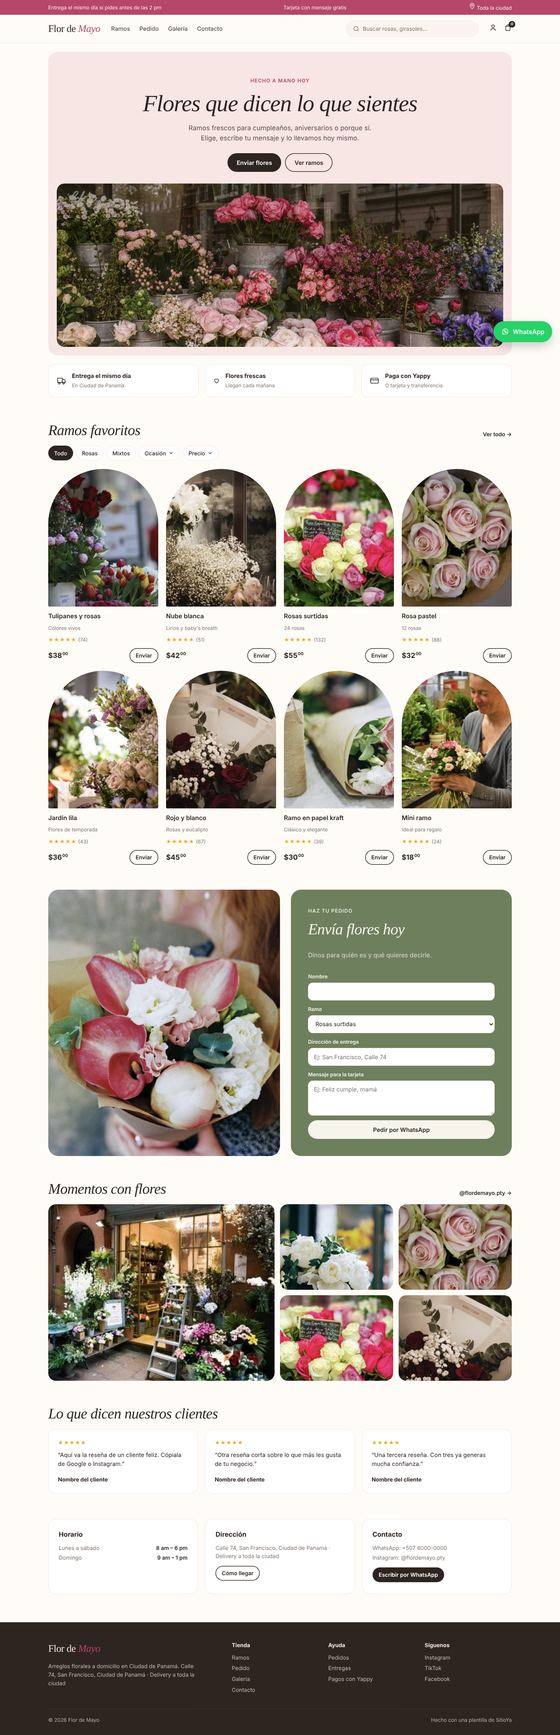 Entrega el mismo día si pides antes de las 2 pm
Tarjeta con mensaje gratis
Toda la ciudad
Flor de Mayo
Ramos
Pedido
Galería
Contacto
Buscar rosas, girasoles...
0
HECHO A MANO HOY
Flores que dicen lo que sientes
Ramos frescos para cumpleaños, aniversarios o porque sí.
Elige, escribe tu mensaje y lo llevamos hoy mismo.
Enviar flores
Ver ramos
WhatsApp
Entrega el mismo día
En Ciudad de Panamá
Flores frescas
Llegan cada mañana
Paga con Yappy
O tarjeta y transferencia
Ramos favoritos
Ver todo →
Todo
Rosas
Mixtos
Ocasión
Precio
Tulipanes y rosas
Colores vivos
★★★★★ (74)
$38⁰⁰
Enviar
Nube blanca
Lirios y baby's breath
★★★★★ (51)
$42⁰⁰
Enviar
Rosas surtidas
24 rosas
★★★★★ (132)
$55⁰⁰
Enviar
Rosa pastel
12 rosas
★★★★★ (88)
$32⁰⁰
Enviar
Jardín lila
Flores de temporada
★★★★★ (43)
$36⁰⁰
Enviar
Rojo y blanco
Rosas y eucalipto
★★★★★ (67)
$45⁰⁰
Enviar
Ramo en papel kraft
Clásico y elegante
★★★★★ (39)
$30⁰⁰
Enviar
Mini ramo
Ideal para regalo
★★★★★ (24)
$18⁰⁰
Enviar
HAZ TU PEDIDO
Envía flores hoy
Dinos para quién es y qué quieres decirle.
Nombre
Ramo
Rosas surtidas
Dirección de entrega
Ej: San Francisco, Calle 74
Mensaje para la tarjeta
Ej: Feliz cumple, mamá
Pedir por WhatsApp
Momentos con flores
@flordemayo.pty →
Lo que dicen nuestros clientes
★★★★★
"Aquí va la reseña de un cliente feliz. Cópiala
de Google o Instagram."
Nombre del cliente
★★★★★
"Otra reseña corta sobre lo que más les gusta
de tu negocio."
Nombre del cliente
★★★★★
"Una tercera reseña. Con tres ya generas
mucha confianza."
Nombre del cliente
Horario
Lunes a sábado
8 am – 6 pm
Domingo
9 am – 1 pm
Dirección
Calle 74, San Francisco, Ciudad de Panamá ·
Delivery a toda la ciudad
Cómo llegar
Contacto
WhatsApp: +507 6000-0000
Instagram: @flordemayo.pty
Escribir por WhatsApp
Flor de Mayo
Arreglos florales a domicilio en Ciudad de Panamá. Calle
74, San Francisco, Ciudad de Panamá · Delivery a toda la
ciudad
Tienda
Ramos
Pedido
Galería
Contacto
Ayuda
Pedidos
Entregas
Pagos con Yappy
Síguenos
Instagram
TikTok
Facebook
© 2026 Flor de Mayo
Hecho con una plantilla de SitioYa